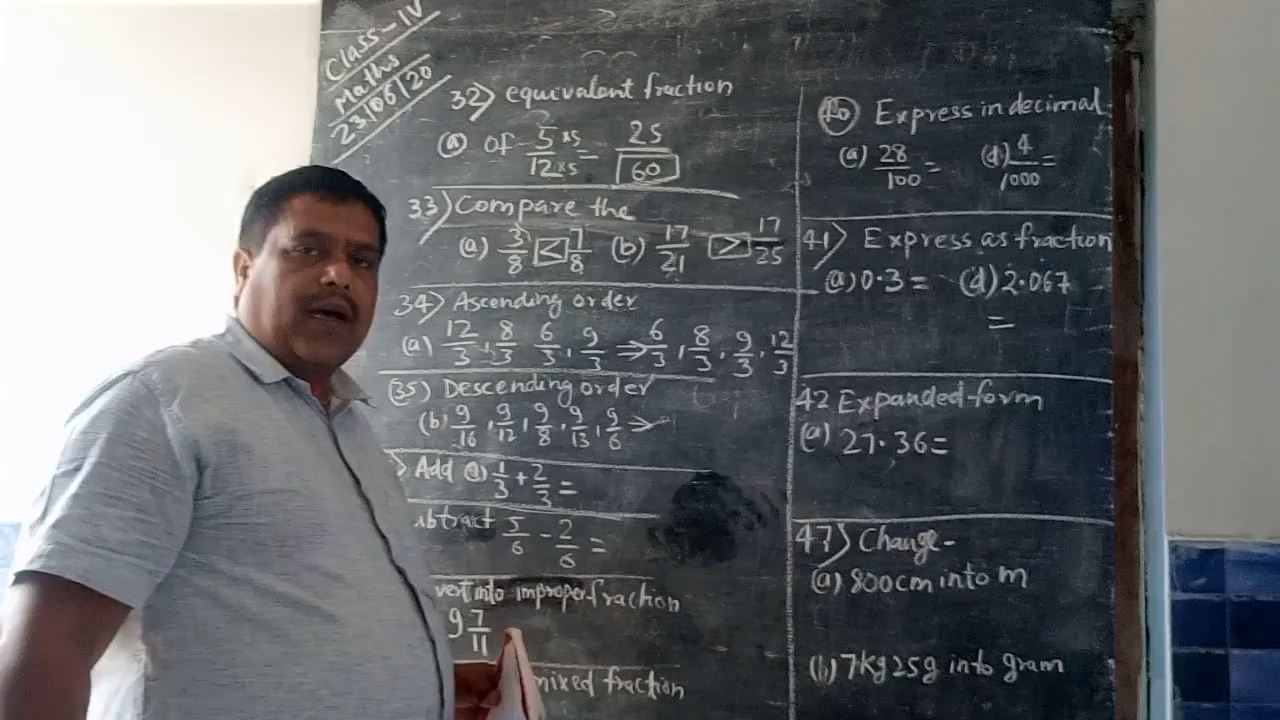 Class-IV
Maths
23/06/20
32) equivalent fraction
(a) of 5/12 ×5/×5 = 25/60
33) Compare the
(a) 3/8 < 7/8 (b) 17/21 > 17/25
34) Ascending order
(a) 12/3, 8/3 6/3, 9/3 → 6/3, 8/3, 9/3, 12/3
(35) Descending order
(b) 9/16, 9/12, 9/8, 9/13, 9/6 →
Add (a) 1/3 + 2/3 =
ubtract 5/6 - 2/6 =
vert into improper fraction
9 7/11
mixed fraction
40 Express in decimal.
(a) 28/100 = (d) 4/1000 =
41) Express as fraction
(a) 0.3 = (d) 2.067
=
42 Expanded form
(a) 27.36 =
47) Change-
(a) 800cm into m
(b) 7Kg 25g into gram